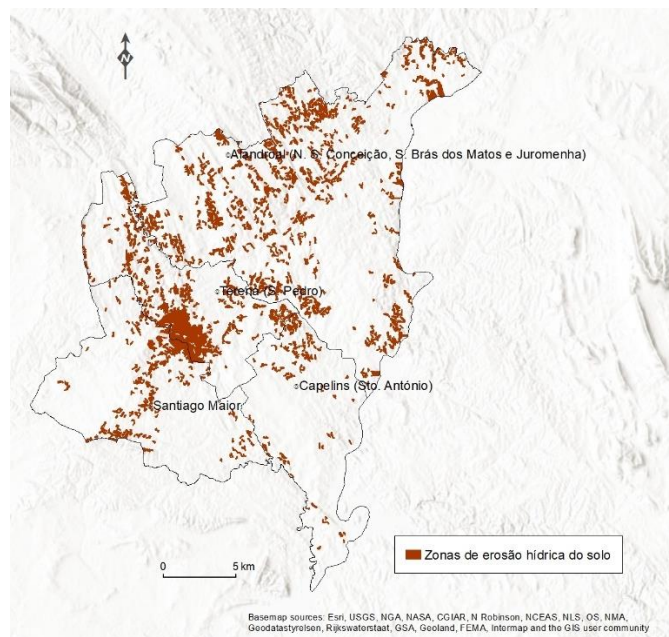 N
Alandroal (N. S. Conceição, S. Brás dos Matos e Juromenha)
Terena (S. Pedro)
Capelins (Sto. António)
Santiago Maior
Zonas de erosão hídrica do solo
0 5 km
Basemap sources: Esri, USGS, NGA, NASA, CGIAR, N Robinson, NCEAS, NLS, OS, NMA,
Geodatastyrolsen, Rijkswaterstaat, GSA, Geoland, FEMA, Intermap and the GIS user community